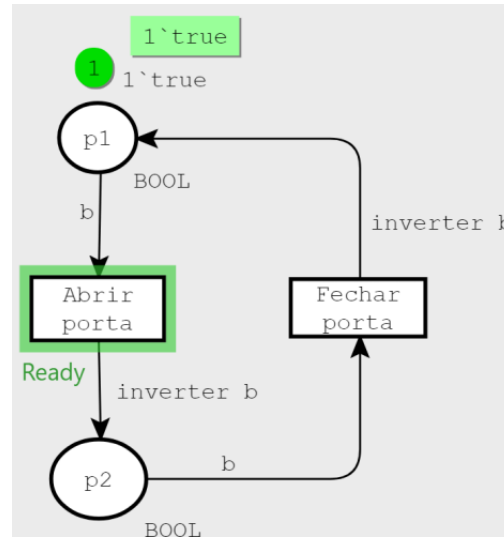 1`true
1
1`true
p1
BOOL
b
inverter b
Abrir
porta
Fechar
porta
Ready
inverter b
b
p2
BOOL